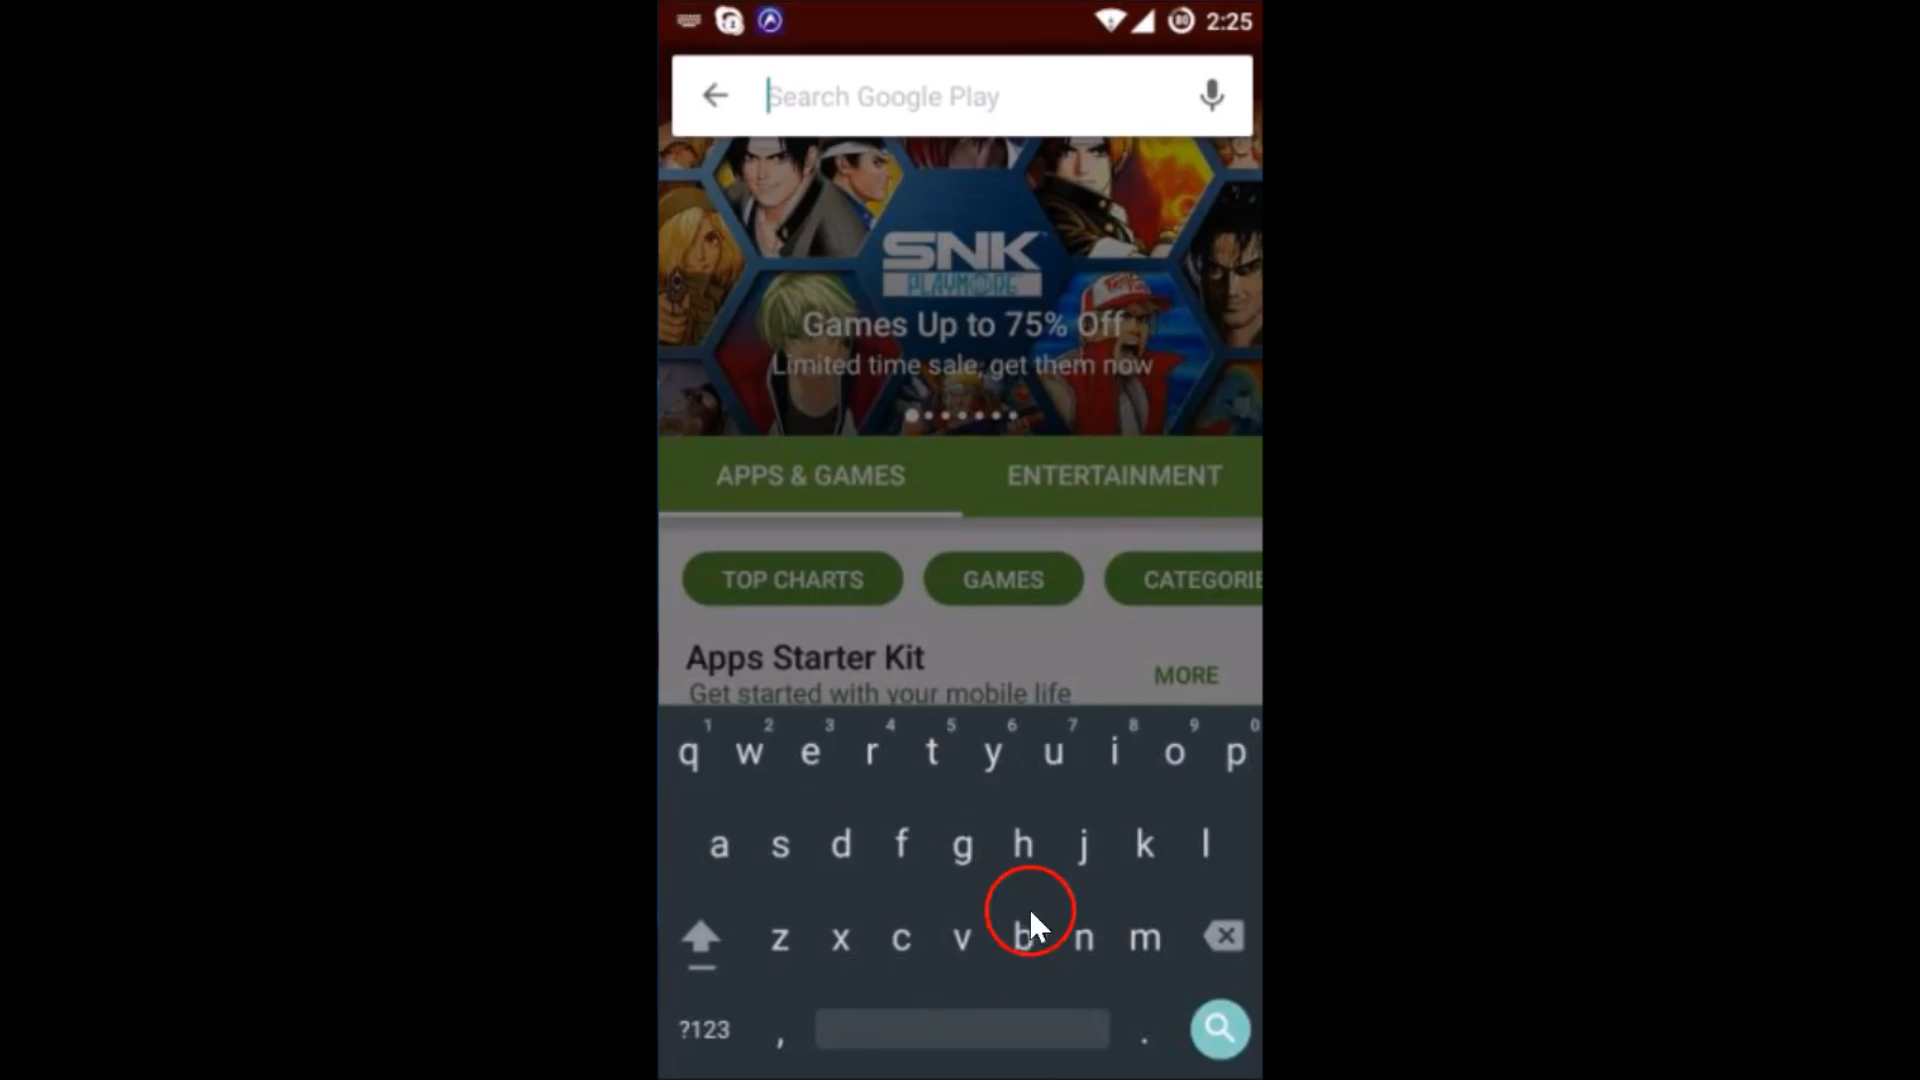 80 2:25
Search Google Play
SNK
PLAYMORE
Games Up to 75% Off
Limited time sale, get them now
APPS & GAMES ENTERTAINMENT
TOP CHARTS GAMES CATEGORIE
Apps Starter Kit
MORE
Get started with your mobile life
1 2 3 4 5 6 7 8 9 0
q w e r t y u i o p
a s d f g h j k l
z x c v b n m
?123 , .